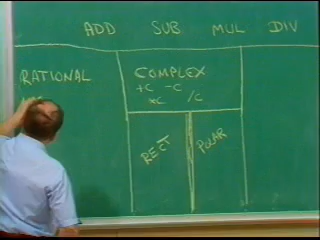 ADD SUB MUL DIV
RATIONAL COMPLEX
+C -C
*C /C
RECT POLAR